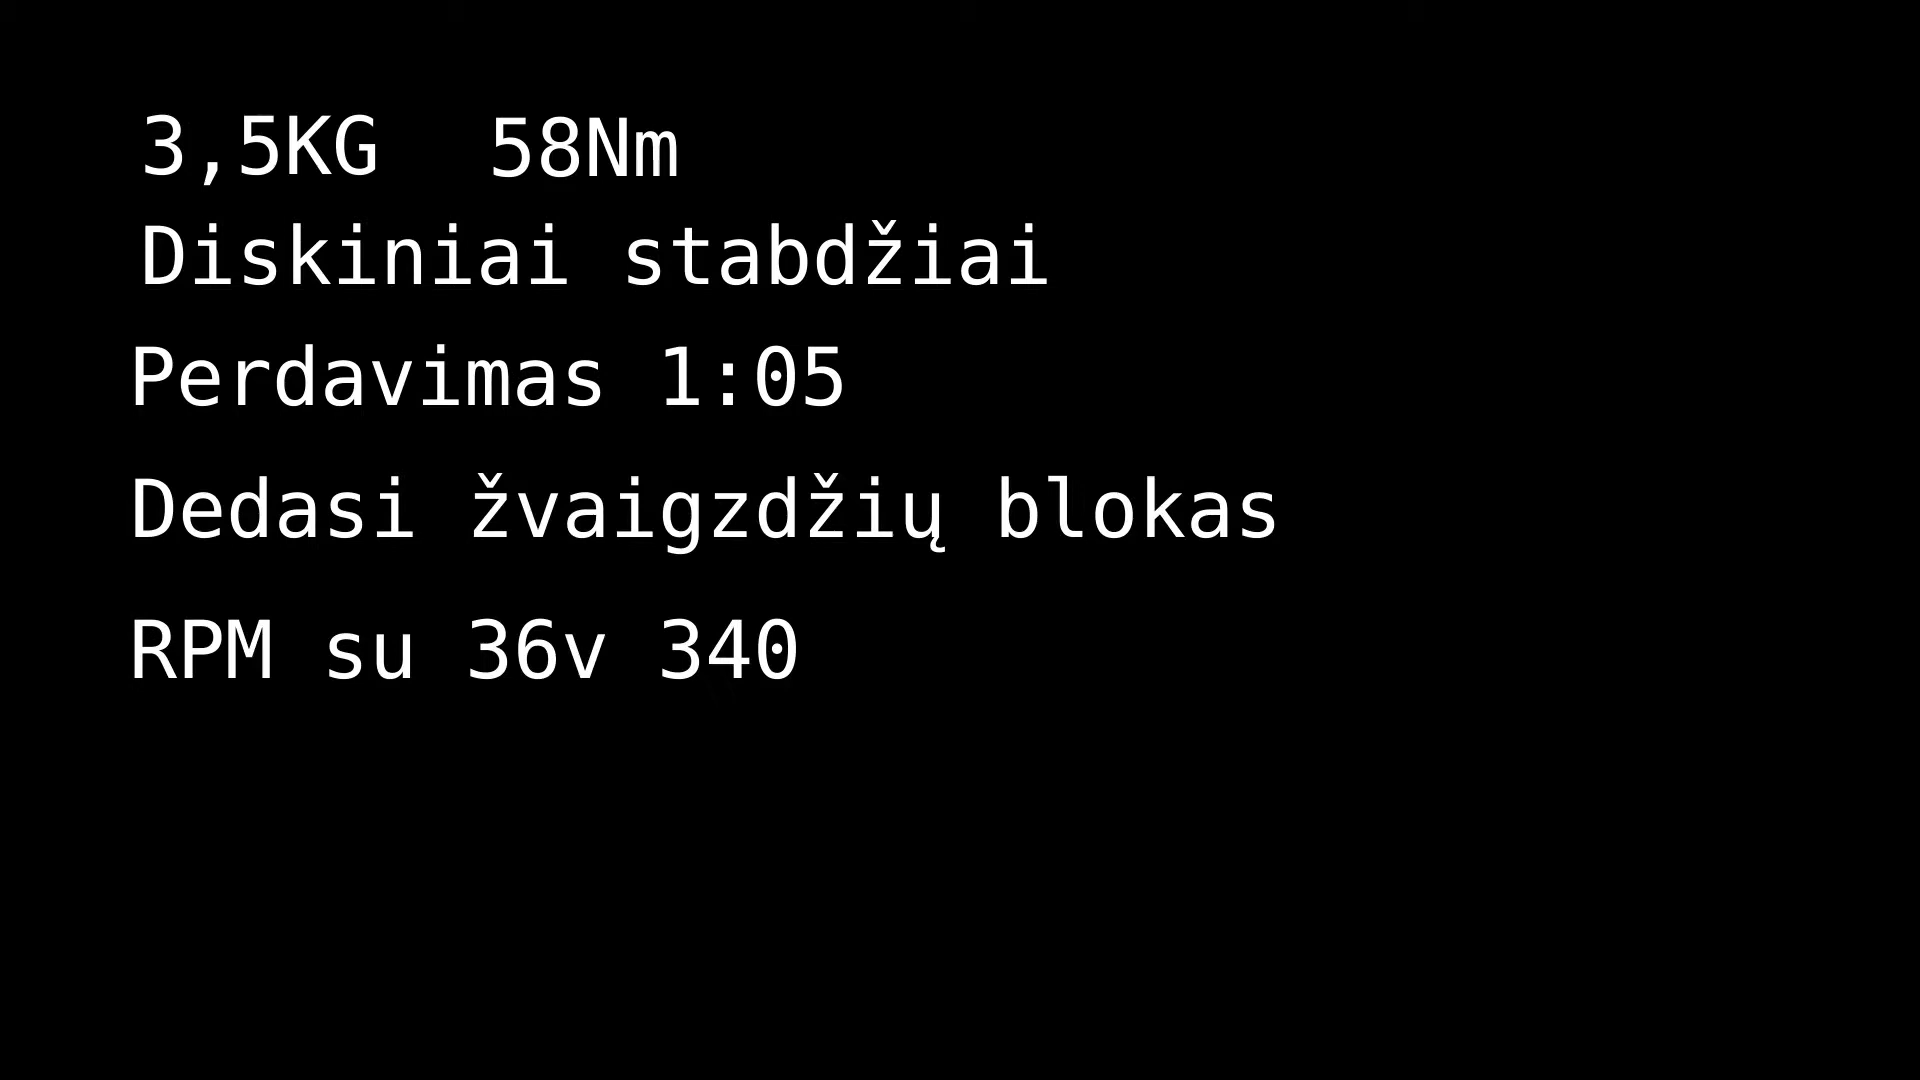 3,5KG 58Nm
Diskiniai stabdžiai
Perdavimas 1:05
Dedasi žvaigzdžių blokas
RPM su 36v 340